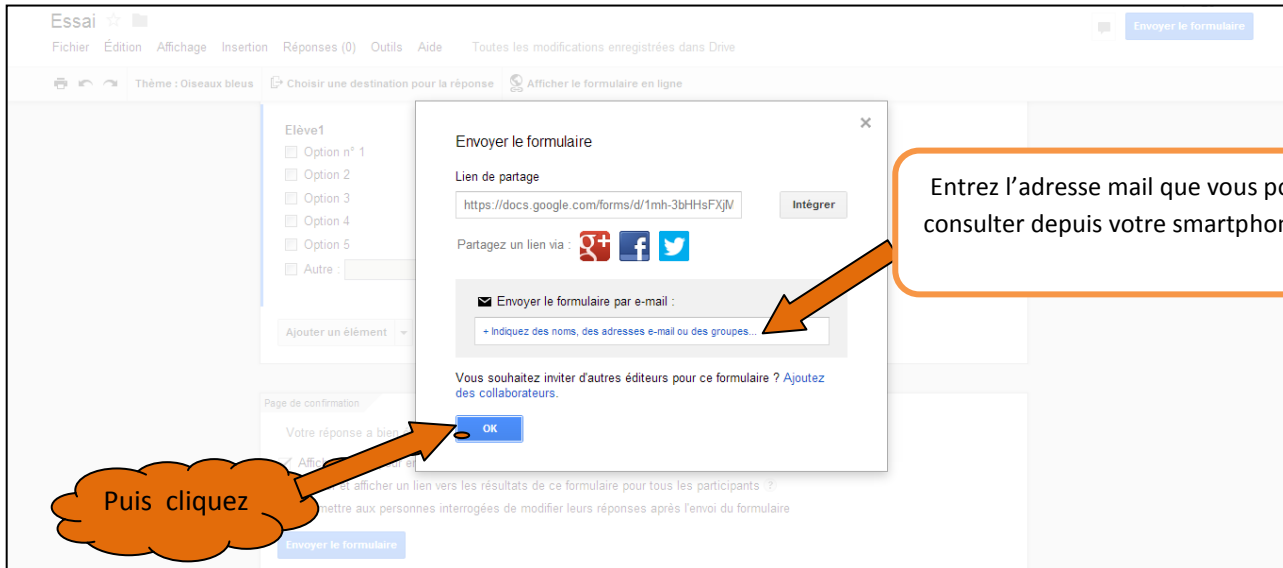 Essai
Envoyer le formulaire
Fichier Édition Affichage Insertion Réponses (0) Outils Aide Toutes les modifications enregistrées dans Drive
Thème : Oiseaux bleus Choisir une destination pour la réponse Afficher le formulaire en ligne
Elève1
Option n° 1
Option 2
Option 3
Option 4
Option 5
Autre :
Ajouter un élément
Envoyer le formulaire
Lien de partage
https://docs.google.com/forms/d/1mh-3bHHsFXjM
Intégrer
Partagez un lien via :
Envoyer le formulaire par e-mail :
+ Indiquez des noms, des adresses e-mail ou des groupes...
Vous souhaitez inviter d'autres éditeurs pour ce formulaire ? Ajoutez
des collaborateurs.
OK
Entrez l’adresse mail que vous
consulter depuis votre
Page de confirmation
Votre réponse a bien
et afficher un lien vers les résultats de ce formulaire pour tous les participants ?
aux personnes interrogées de modifier leurs réponses après l'envoi du formulaire
Envoyer le formulaire
Puis cliquez